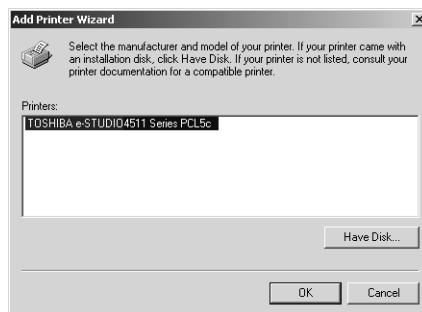 Add Printer Wizard
Select the manufacturer and model of your printer. If your printer came with
an installation disk, click Have Disk. If your printer is not listed, consult your
printer documentation for a compatible printer.
Printers:
TOSHIBA e-STUDIO4511 Series PCL5c
Have Disk...
OK
Cancel